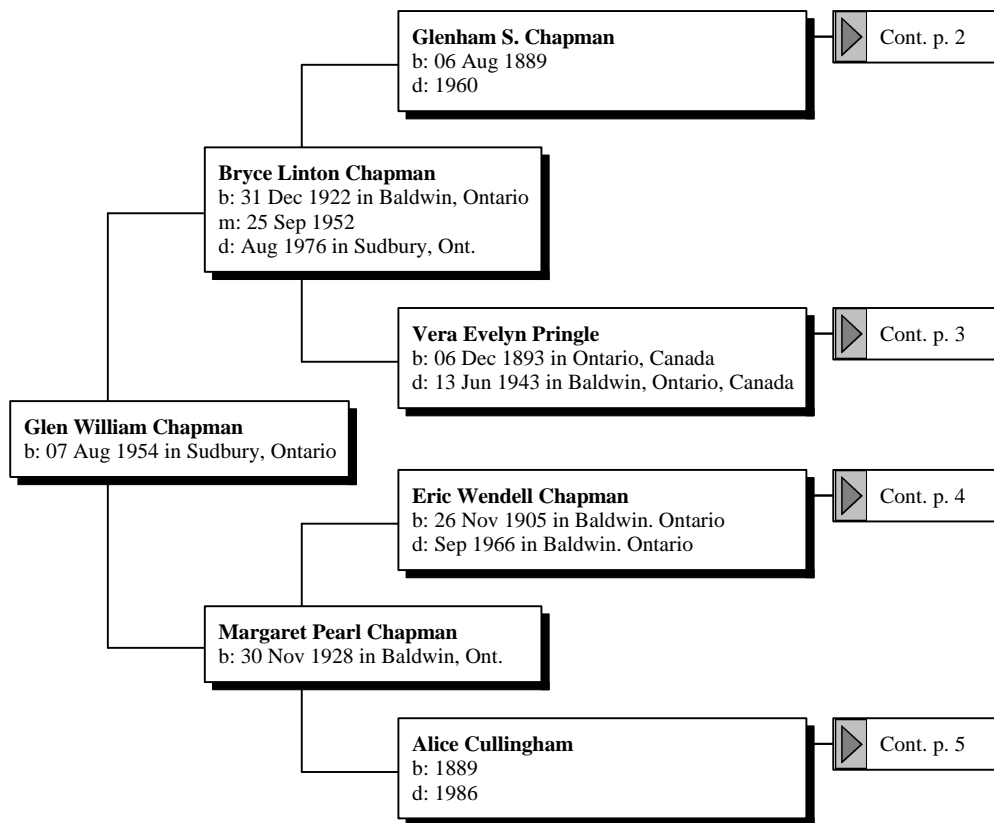 Glenham S. Chapman
b: 06 Aug 1889
d: 1960
Cont. p. 2
Bryce Linton Chapman
b: 31 Dec 1922 in Baldwin, Ontario
m: 25 Sep 1952
d: Aug 1976 in Sudbury, Ont.
Vera Evelyn Pringle
b: 06 Dec 1893 in Ontario, Canada
d: 13 Jun 1943 in Baldwin, Ontario, Canada
Cont. p. 3
Glen William Chapman
b: 07 Aug 1954 in Sudbury, Ontario
Eric Wendell Chapman
b: 26 Nov 1905 in Baldwin. Ontario
d: Sep 1966 in Baldwin. Ontario
Cont. p. 4
Margaret Pearl Chapman
b: 30 Nov 1928 in Baldwin, Ont.
Alice Cullingham
b: 1889
d: 1986
Cont. p. 5